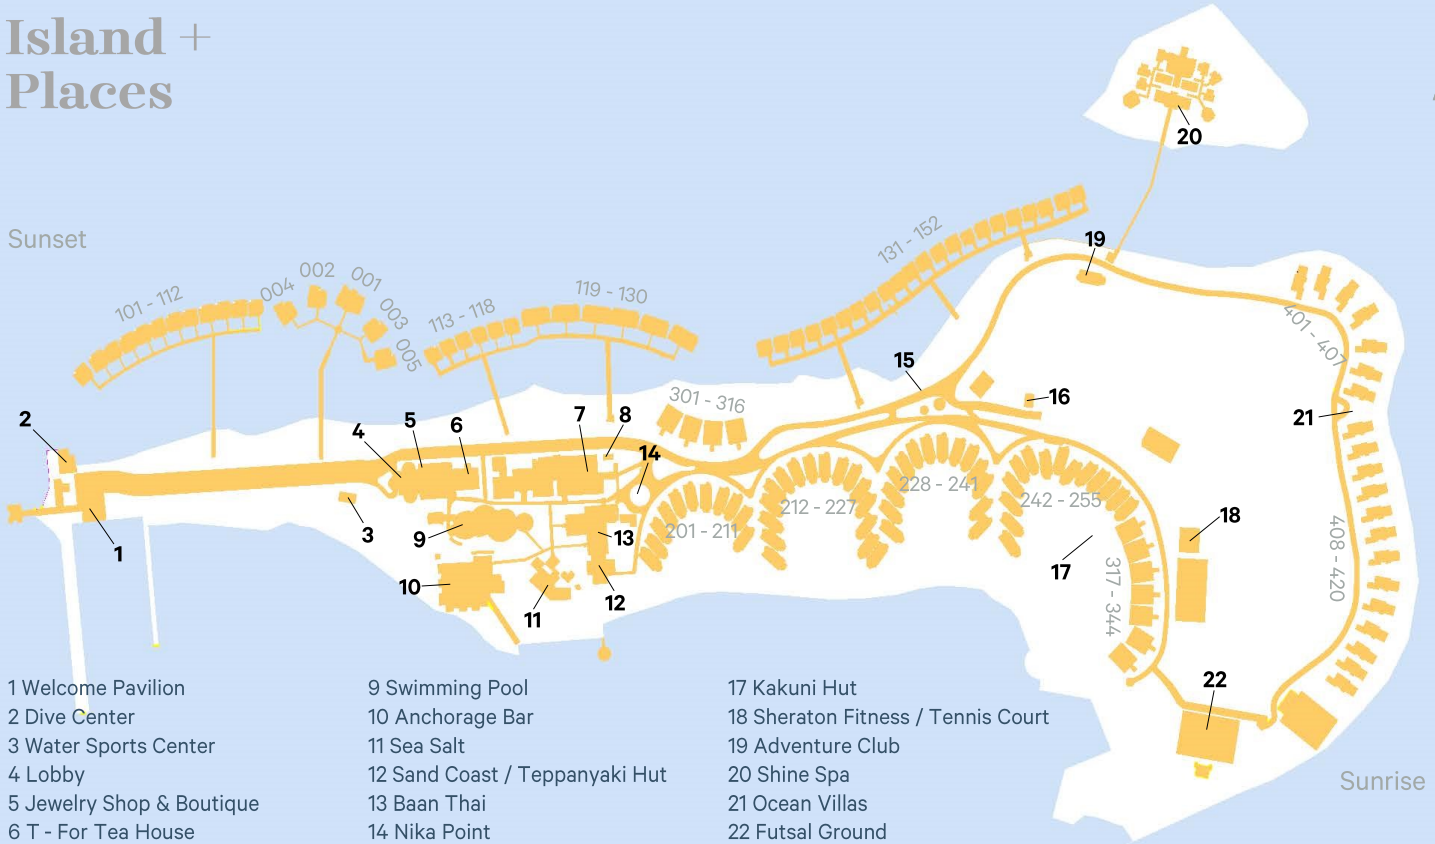 Island +
Places
20
Sunset
19
131 - 152
002
001
004
003
005
101 - 112
119 - 130
113 - 118
401 - 407
15
16
21
301 - 316
2
4
5
6
7
8
14
3
9
13
201 - 211
212 - 227
228 - 241
242 - 255
18
17
408 - 420
317 - 344
1
10
11
12
22
Sunrise
1 Welcome Pavilion
2 Dive Center
3 Water Sports Center
4 Lobby
5 Jewelry Shop & Boutique
6 T - For Tea House
9 Swimming Pool
10 Anchorage Bar
11 Sea Salt
12 Sand Coast / Teppanyaki Hut
13 Baan Thai
14 Nika Point
17 Kakuni Hut
18 Sheraton Fitness / Tennis Court
19 Adventure Club
20 Shine Spa
21 Ocean Villas
22 Futsal Ground